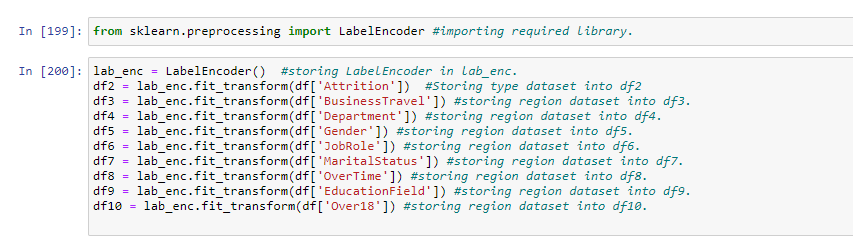 In [199]: from sklearn.preprocessing import LabelEncoder #importing required library.
In [200]: lab_enc = LabelEncoder()  #storing LabelEncoder in lab_enc.
df2 = lab_enc.fit_transform(df['Attrition'])  #Storing type dataset into df2
df3 = lab_enc.fit_transform(df['BusinessTravel']) #storing region dataset into df3.
df4 = lab_enc.fit_transform(df['Department']) #storing region dataset into df4.
df5 = lab_enc.fit_transform(df['Gender']) #storing region dataset into df5.
df6 = lab_enc.fit_transform(df['JobRole']) #storing region dataset into df6.
df7 = lab_enc.fit_transform(df['MaritalStatus']) #storing region dataset into df7.
df8 = lab_enc.fit_transform(df['OverTime']) #storing region dataset into df8.
df9 = lab_enc.fit_transform(df['EducationField']) #storing region dataset into df9.
df10 = lab_enc.fit_transform(df['Over18']) #storing region dataset into df10.